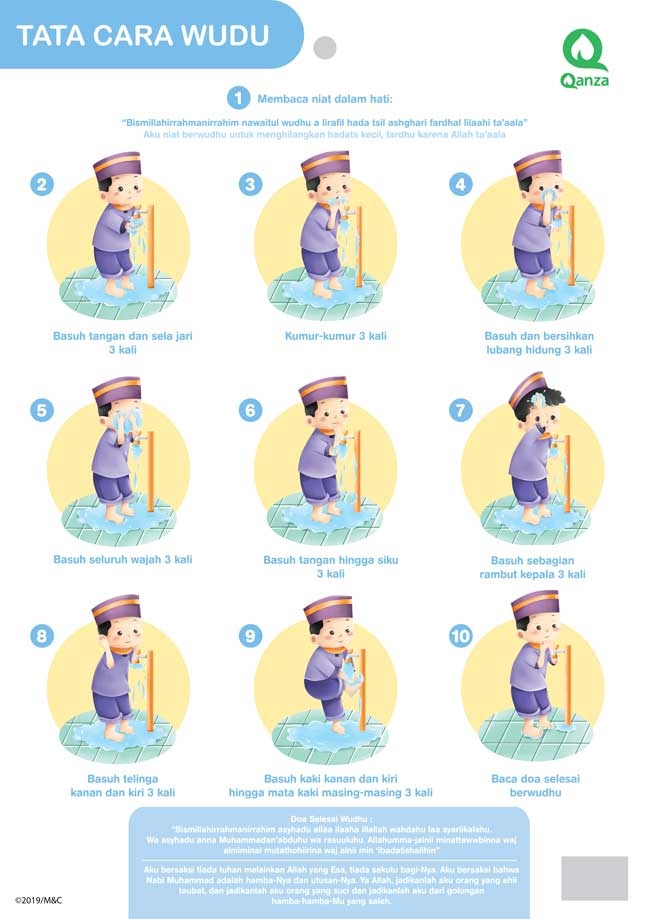 TATA CARA WUDU
Qanza
1 Membaca niat dalam hati:
"Bismillahirrahmanirrahim nawaitul wudhu a lirafil hada tsil ashghari fardhal lilaahi ta'aala"
Aku niat berwudhu untuk menghilangkan hadats kecil, fardhu karena Allah ta'aala
2
Basuh tangan dan sela jari
3 kali
3
Kumur-kumur 3 kali
4
Basuh dan bersihkan
lubang hidung 3 kali
5
Basuh seluruh wajah 3 kali
6
Basuh tangan hingga siku
3 kali
7
Basuh sebagian
rambut kepala 3 kali
8
Basuh telinga
kanan dan kiri 3 kali
9
Basuh kaki kanan dan kiri
hingga mata kaki masing-masing 3 kali
10
Baca doa selesai
berwudhu
Doa Selesai Wudhu :
"Bismillahirrahmanirrahim asyhadu allaa ilaaha illallah wahdahu laa syariikalahu.
Wa asyhadu anna Muhammadan'abduhu wa rasuuluhu. Allahumma-jalnii minattawwabinna waj
alniiminal mutathohiirina waj alnii min 'ibadatishalihin"
Aku bersaksi tiada tuhan melainkan Allah yang Esa, tiada sekutu bagi-Nya. Aku bersaksi bahwa
Nabi Muhammad adalah hamba-Nya dan utusan-Nya. Ya Allah, jadikanlah aku orang yang ahli
taubat, dan jadikanlah aku orang yang suci dan jadikanlah aku dari golongan
hamba-hamba-Mu yang saleh.
©2019/M&C